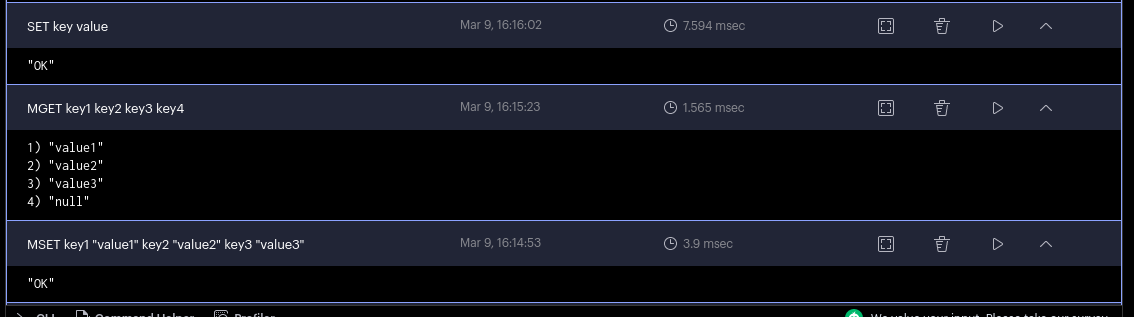 SET key value Mar 9, 16:16:02 7.594 msec
"OK"
MGET key1 key2 key3 key4 Mar 9, 16:15:23 1.565 msec
1) "value1"
2) "value2"
3) "value3"
4) "null"
MSET key1 "value1" key2 "value2" key3 "value3" Mar 9, 16:14:53 3.9 msec
"OK"
CLI Command Helper Profiler We value your input. Please take our survey.